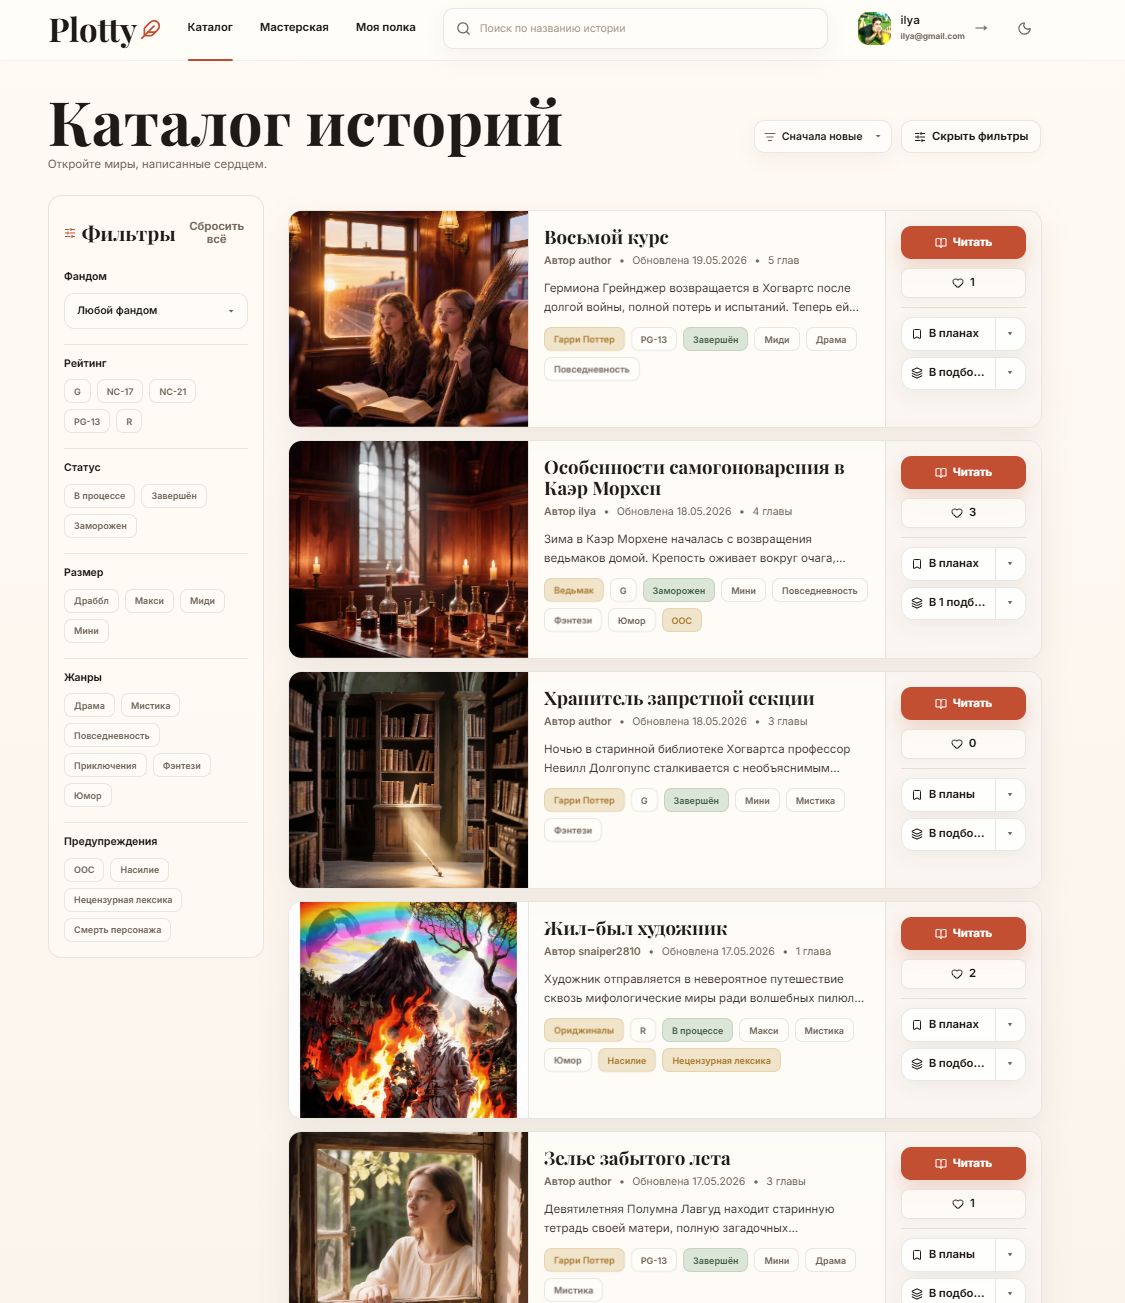 Plotty
Каталог
Мастерская
Моя полка
Поиск по названию истории
ilya
ilya@gmail.com
→
Каталог историй
Откройте миры, написанные сердцем.
Сначала новые
Скрыть фильтры
Фильтры
Сбросить
всё
Фандом
Любой фандом
Рейтинг
G NC-17 NC-21
PG-13 R
Статус
В процессе Завершён
Заморожен
Размер
Драббл Макси Миди
Мини
Жанры
Драма Мистика
Повседневность
Приключения Фэнтези
Юмор
Предупреждения
ООС Насилие
Нецензурная лексика
Смерть персонажа
Восьмой курс
Автор author • Обновлена 19.05.2026 • 5 глав
Гермиона Грейнджер возвращается в Хогвартс после
долгой войны, полной потерь и испытаний. Теперь ей...
Гарри Поттер PG-13 Завершён Миди Драма
Повседневность
Читать
1
В планах
В подбо...
Особенности самогоноварения в
Каэр Морхен
Автор ilya • Обновлена 18.05.2026 • 4 главы
Зима в Каэр Морхене началась с возвращения
ведьмаков домой. Крепость оживает вокруг очага,...
Ведьмак G Заморожен Мини Повседневность
Фэнтези Юмор ООС
Читать
3
В планах
В 1 подб...
Хранитель запретной секции
Автор author • Обновлена 18.05.2026 • 3 главы
Ночью в старинной библиотеке Хогвартса профессор
Невилл Долгопупс сталкивается с необъяснимым...
Гарри Поттер G Завершён Мини Мистика
Фэнтези
Читать
0
В планы
В подбо...
Жил-был художник
Автор snaiper2810 • Обновлена 17.05.2026 • 1 глава
Художник отправляется в невероятное путешествие
сквозь мифологические миры ради волшебных пилюл...
Ориджиналы R В процессе Макси Мистика
Юмор Насилие Нецензурная лексика
Читать
2
В планах
В подбо...
Зелье забытого лета
Автор author • Обновлена 17.05.2026 • 3 главы
Девятилетняя Полумна Лавгуд находит старинную
тетрадь своей матери, полную загадочных...
Гарри Поттер PG-13 Завершён Мини Драма
Мистика
Читать
1
В планы
В подбо...